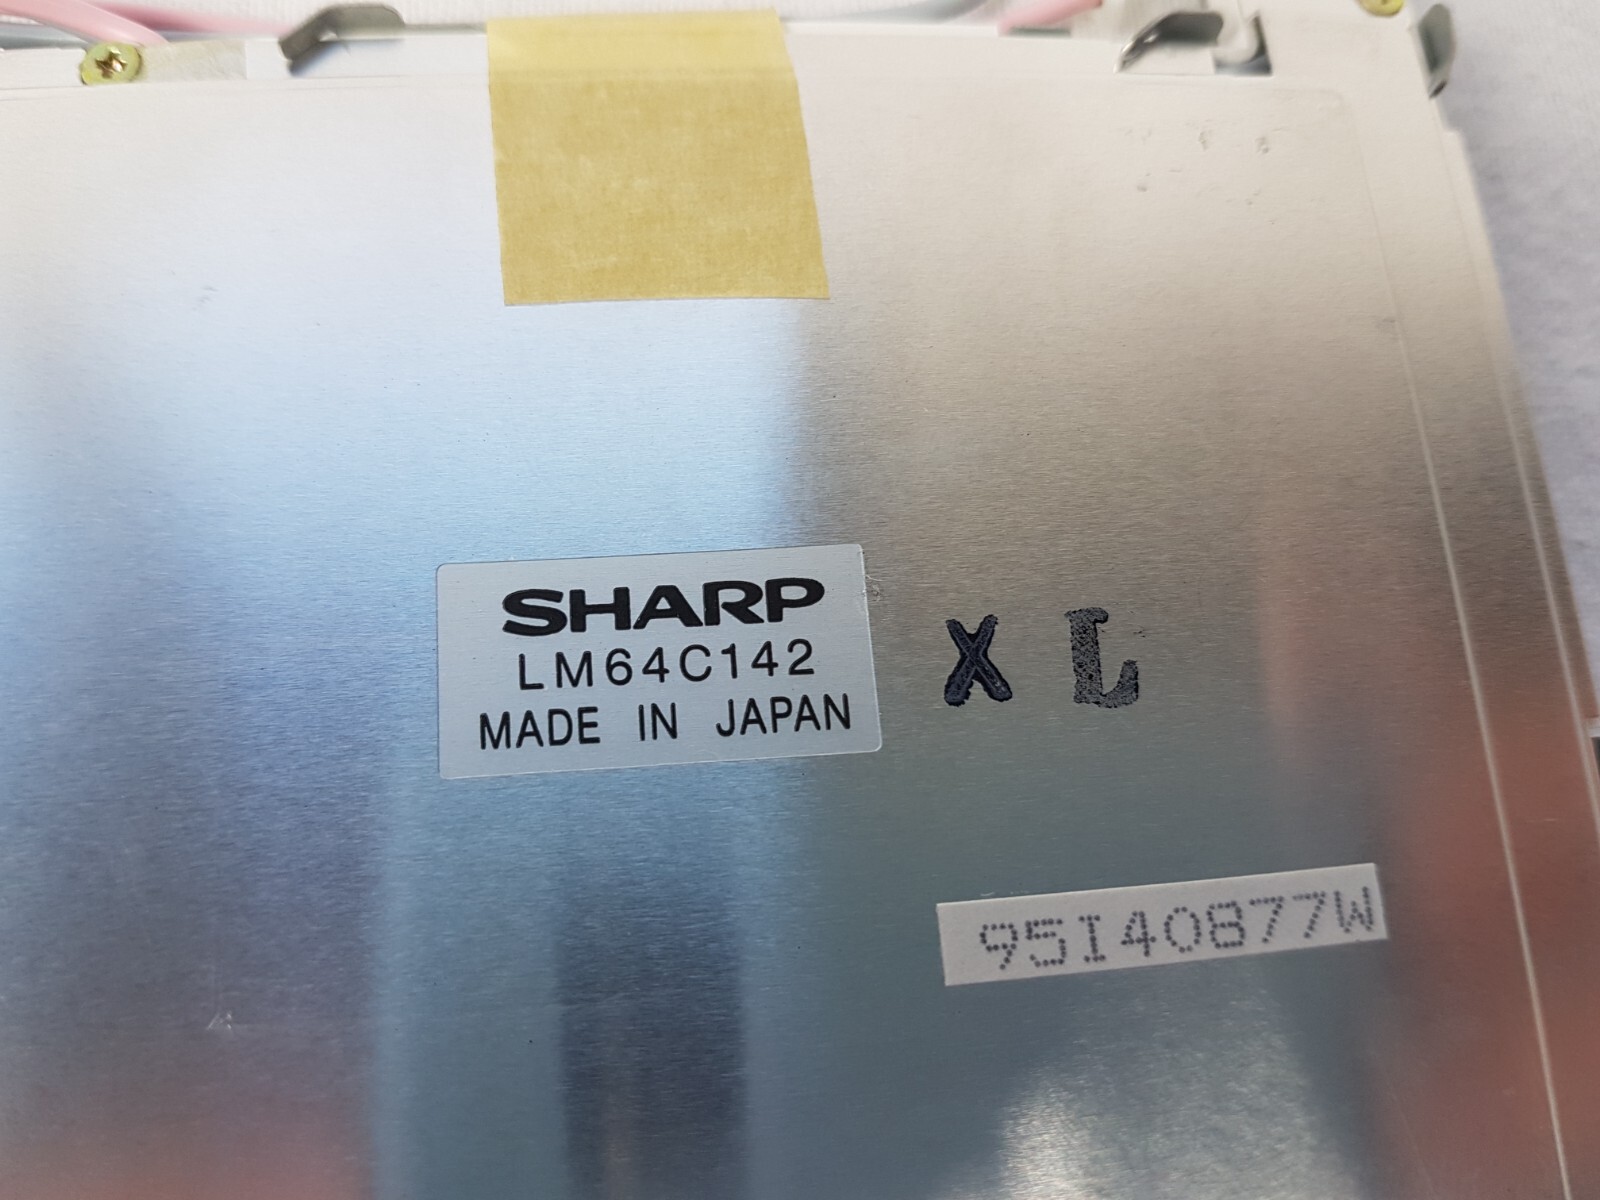 SHARP
LM64C142
MADE IN JAPAN
X L
95I40877W